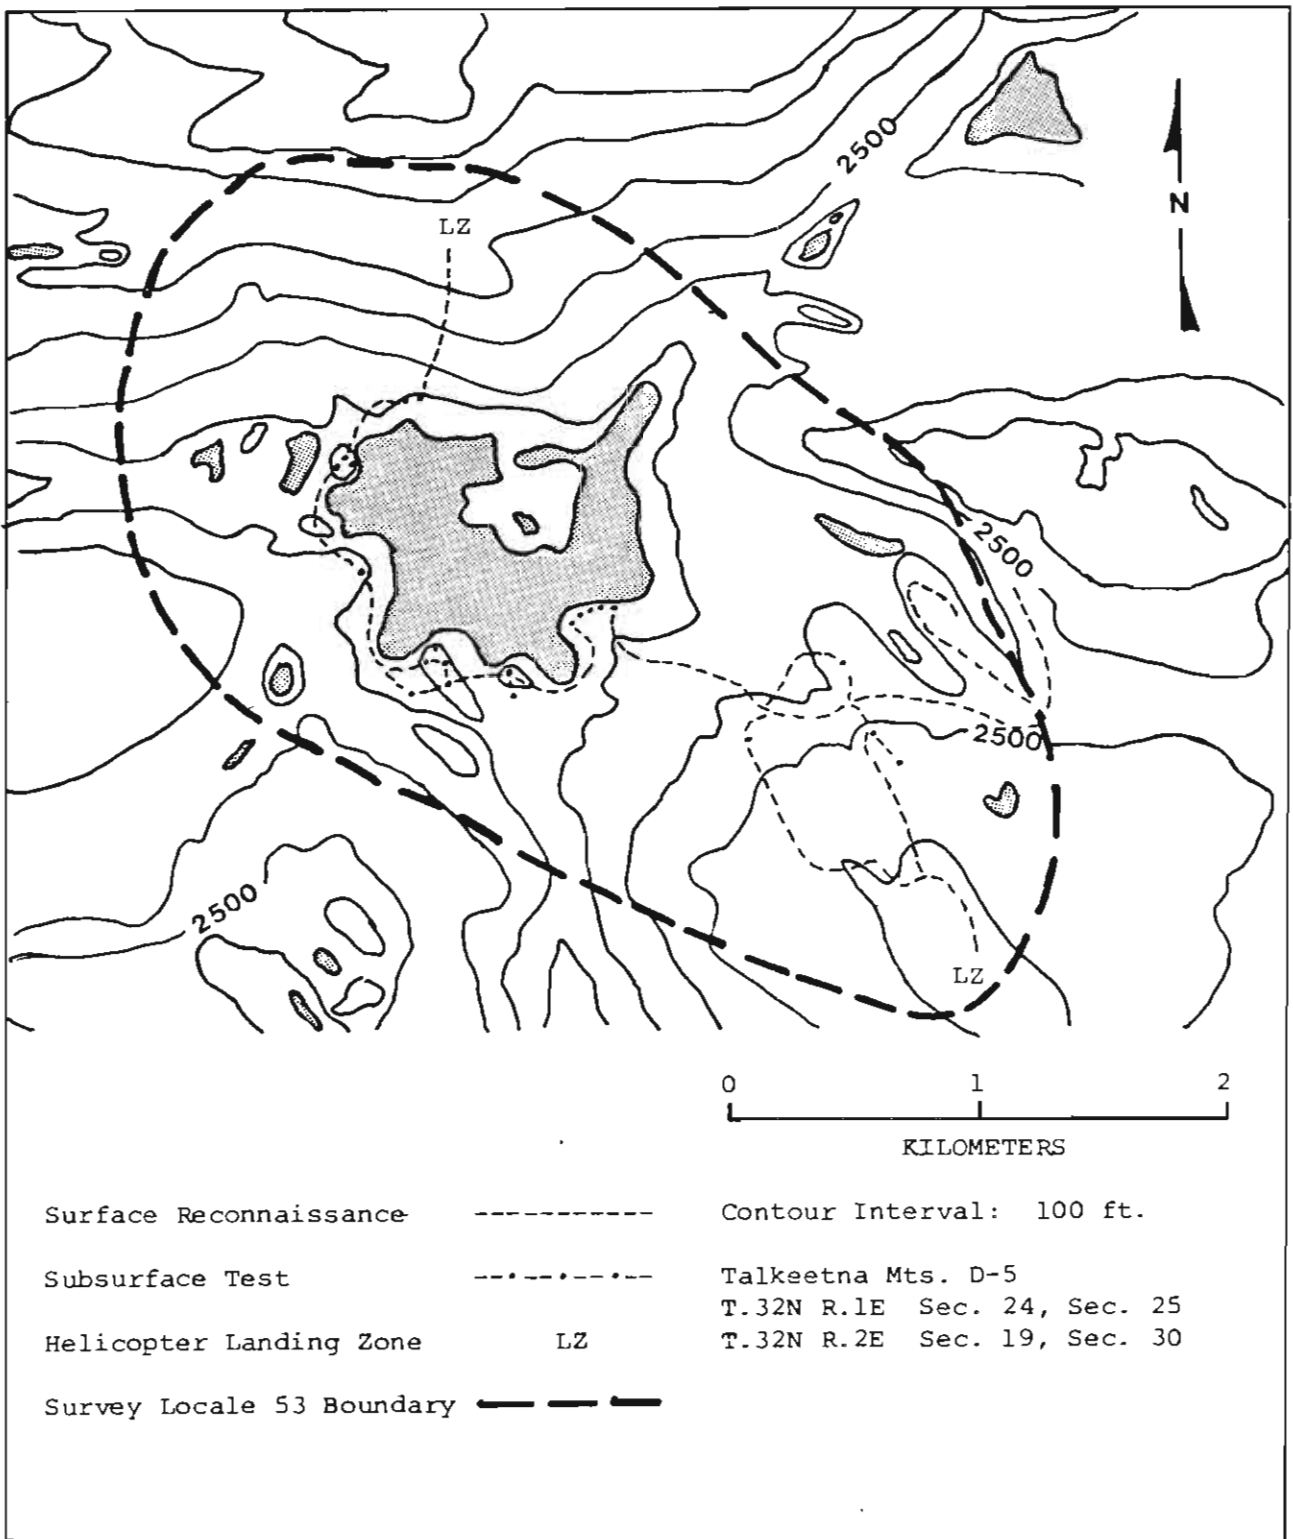 2500
N
LZ
2500
2500
2500
LZ
0 1 2
KILOMETERS
Surface Reconnaissance
Contour Interval: 100 ft.
Subsurface Test
Talkeetna Mts. D-5
T.32N R.1E Sec. 24, Sec. 25
Helicopter Landing Zone LZ
T.32N R.2E Sec. 19, Sec. 30
Survey Locale 53 Boundary